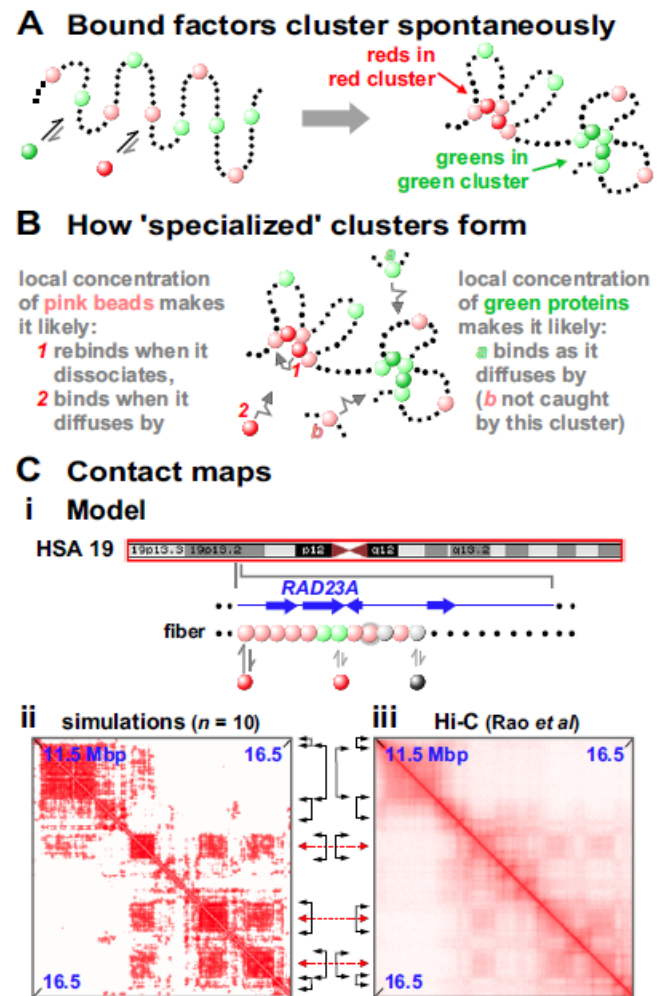 A Bound factors cluster spontaneously
reds in
red cluster
greens in
green cluster
B How 'specialized' clusters form
local concentration
of pink beads makes
it likely:
1 rebinds when it
dissociates,
2 binds when it
diffuses by
a
1
2
b
local concentration
of green proteins
makes it likely:
a binds as it
diffuses by
(b not caught
by this cluster)
C Contact maps
i Model
HSA 19
19p13.3 19p13.2 p12 q12 q13.2
RAD23A
fiber
ii simulations (n = 10)
11.5 Mbp 16.5
16.5
iii Hi-C (Rao et al)
11.5 Mbp 16.5
16.5